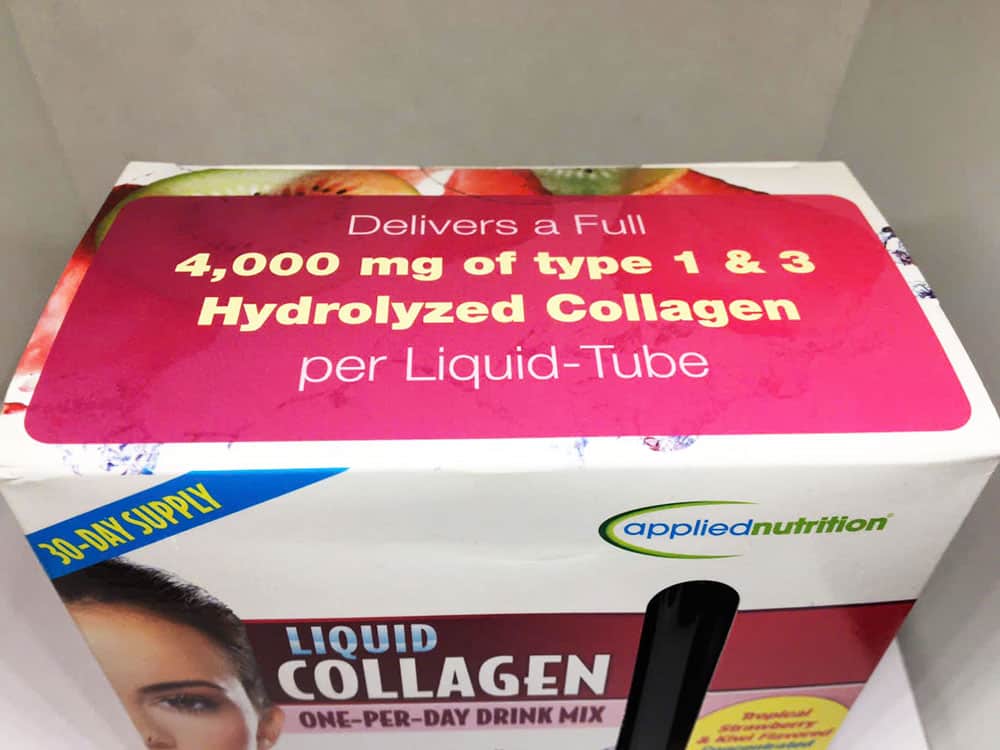 Delivers a Full
4,000 mg of type 1 & 3
Hydrolyzed Collagen
per Liquid-Tube
30-DAY SUPPLY
appliednutrition®
LIQUID
COLLAGEN
ONE-PER-DAY DRINK MIX
Tropical
Strawberry
& Kiwi Flavored
Concentrated